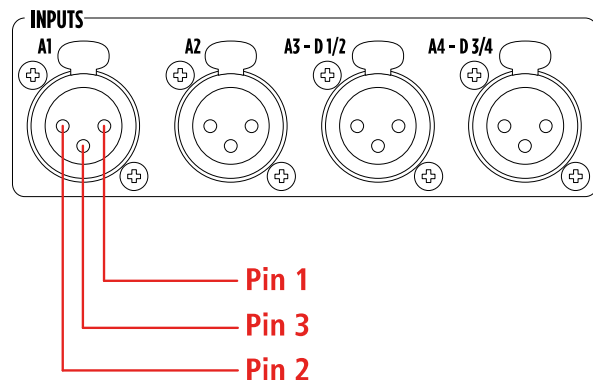 INPUTS
A1
A2
A3 - D 1/2
A4 - D 3/4
Pin 1
Pin 3
Pin 2